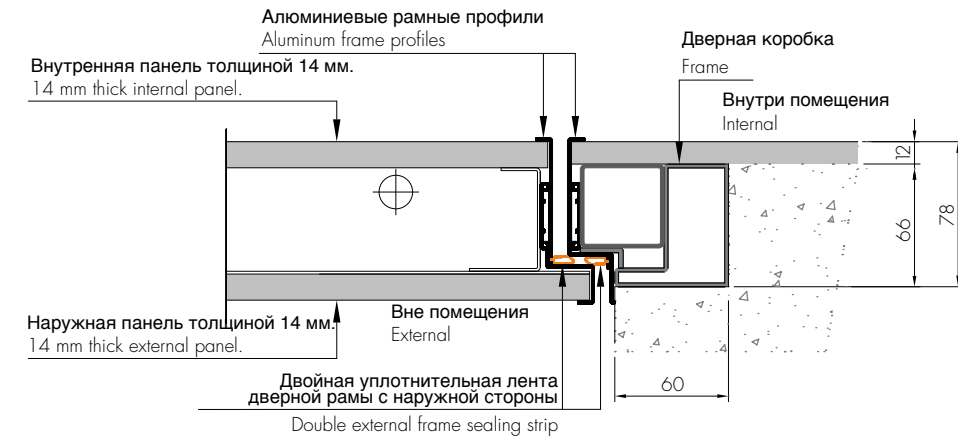 Алюминиевые рамные профили
Aluminum frame profiles
Дверная коробка
Frame
Внутренняя панель толщиной 14 мм.
14 mm thick internal panel.
Внутри помещения
Internal
12
66
78
Вне помещения
External
Наружная панель толщиной 14 мм.
14 mm thick external panel.
Двойная уплотнительная лента
дверной рамы с наружной стороны
Double external frame sealing strip
60